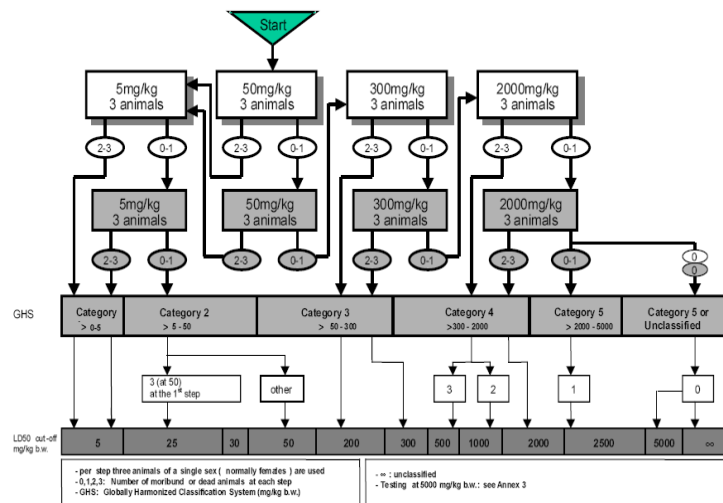 Start
5mg/kg
3 animals
50mg/kg
3 animals
300mg/kg
3 animals
2000mg/kg
3 animals
2-3
0-1
2-3
0-1
2-3
0-1
2-3
0-1
5mg/kg
3 animals
50mg/kg
3 animals
300mg/kg
3 animals
2000mg/kg
3 animals
2-3
0-1
2-3
0-1
2-3
0-1
2-3
0-1
0
0
GHS
Category
> 0-5
Category 2
> 5 - 50
Category 3
> 50 - 300
Category 4
>300 - 2000
Category 5
> 2000 - 5000
Category 5 or
Unclassified
3 (at 50)
at the 1st step
other
3
2
1
0
LD50 cut-off
mg/kg b.w.
5
25
30
50
200
300
500
1000
2000
2500
5000
∞
- per step three animals of a single sex ( normally females ) are used
- 0,1,2,3: Number of moribund or dead animals at each step
- GHS: Globally Harmonized Classification System (mg/kg b.w.)
- ∞ : unclassified
- Testing at 5000 mg/kg b.w.: see Annex 3